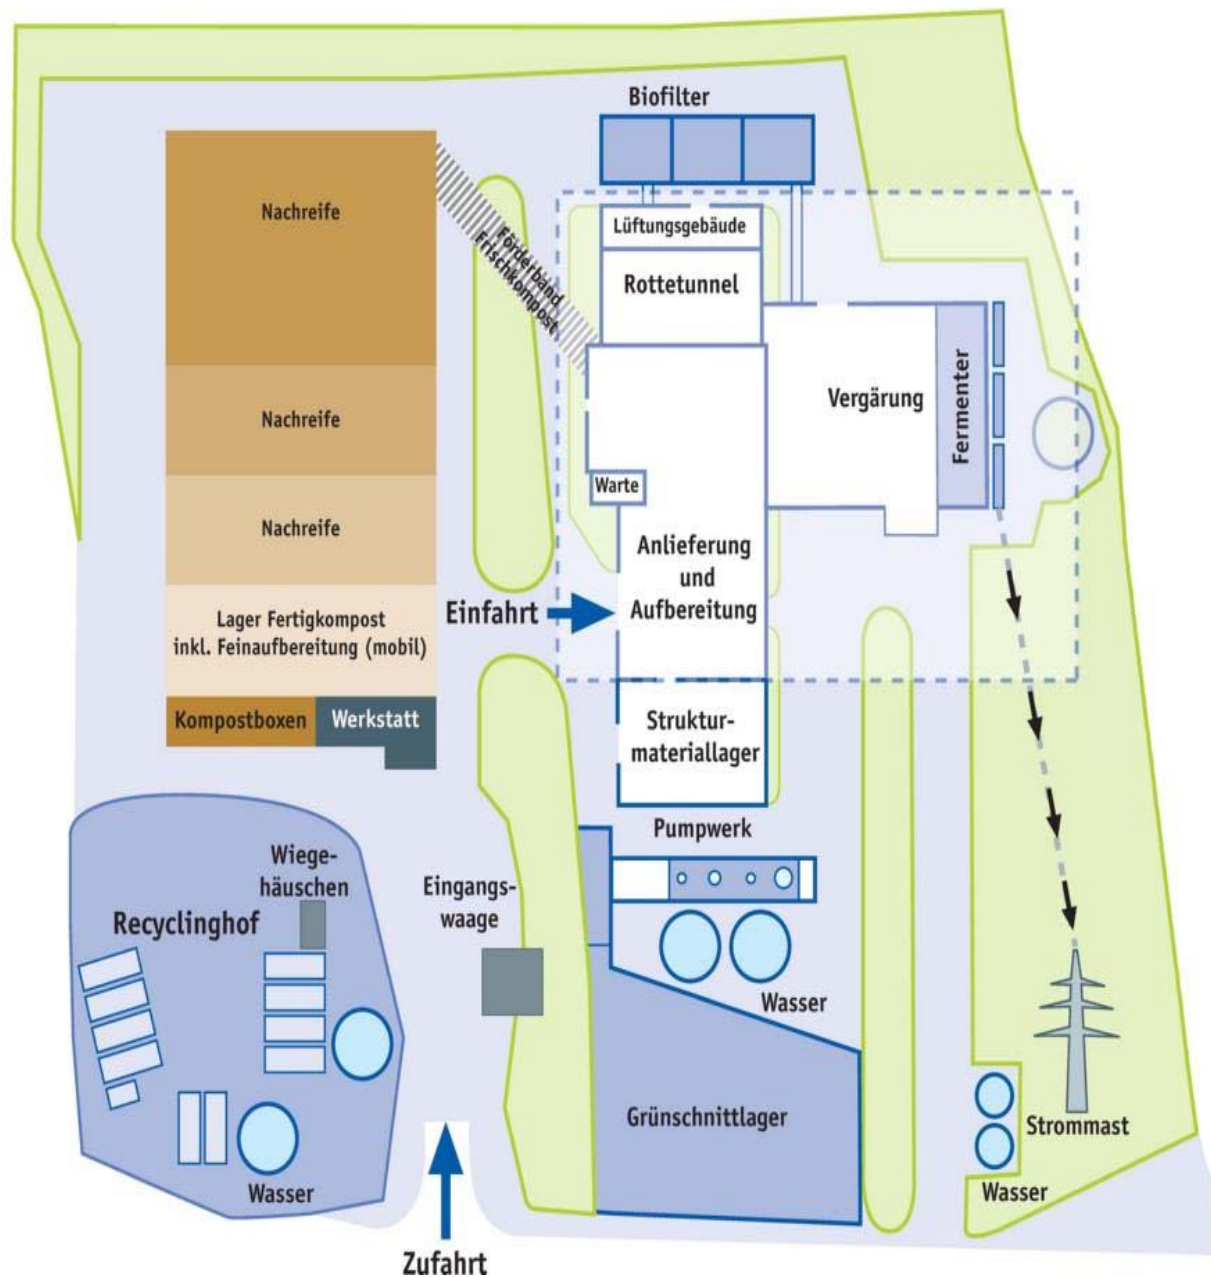 Biofilter
Nachreife
Lüftungsgebäude
Förderband
Frischkompost
Rottetunnel
Nachreife
Vergärung
Fermenter
Warte
Nachreife
Anlieferung
und
Aufbereitung
Einfahrt
Lager Fertigkompost
inkl. Feinaufbereitung (mobil)
Kompostboxen
Werkstatt
Struktur-
materiallager
Pumpwerk
Wiege-
häuschen
Recyclinghof
Eingangs-
waage
Wasser
Grünschnittlager
Strommast
Wasser
Wasser
Zufahrt